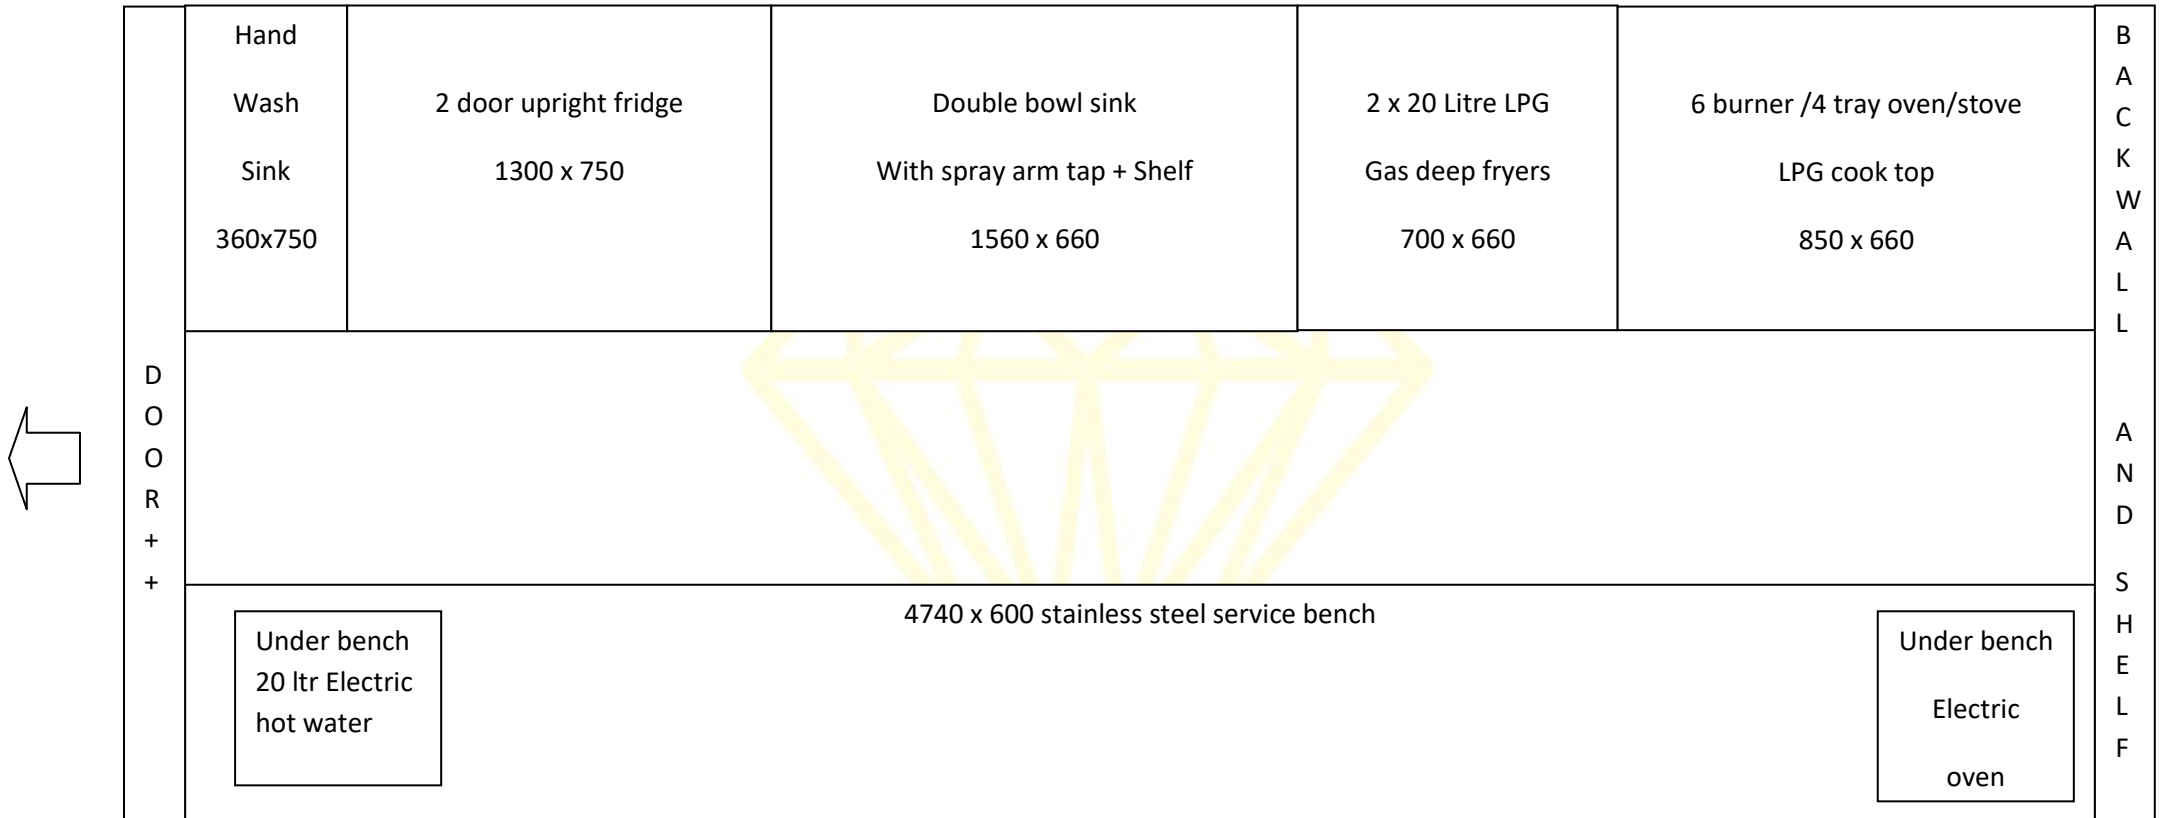 Hand
Wash
Sink
360x750
2 door upright fridge
1300 x 750
Double bowl sink
With spray arm tap + Shelf
1560 x 660
2 x 20 Litre LPG
Gas deep fryers
700 x 660
6 burner /4 tray oven/stove
LPG cook top
850 x 660
B
A
C
K
W
A
L
L
A
N
D
S
H
E
L
F
D
O
O
R
+
+
4740 x 600 stainless steel service bench
Under bench
20 ltr Electric
hot water
Under bench
Electric
oven